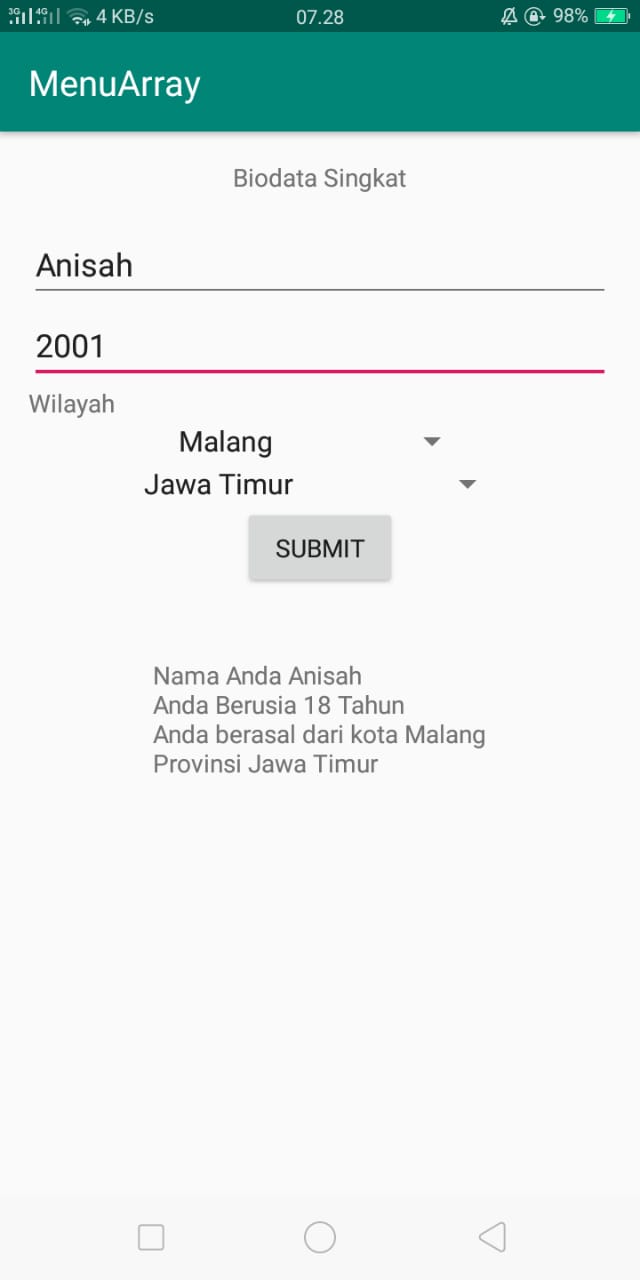 3G 4G 4 KB/s 07.28 98%
MenuArray
Biodata Singkat
Anisah
2001
Wilayah
Malang
Jawa Timur
SUBMIT
Nama Anda Anisah
Anda Berusia 18 Tahun
Anda berasal dari kota Malang
Provinsi Jawa Timur